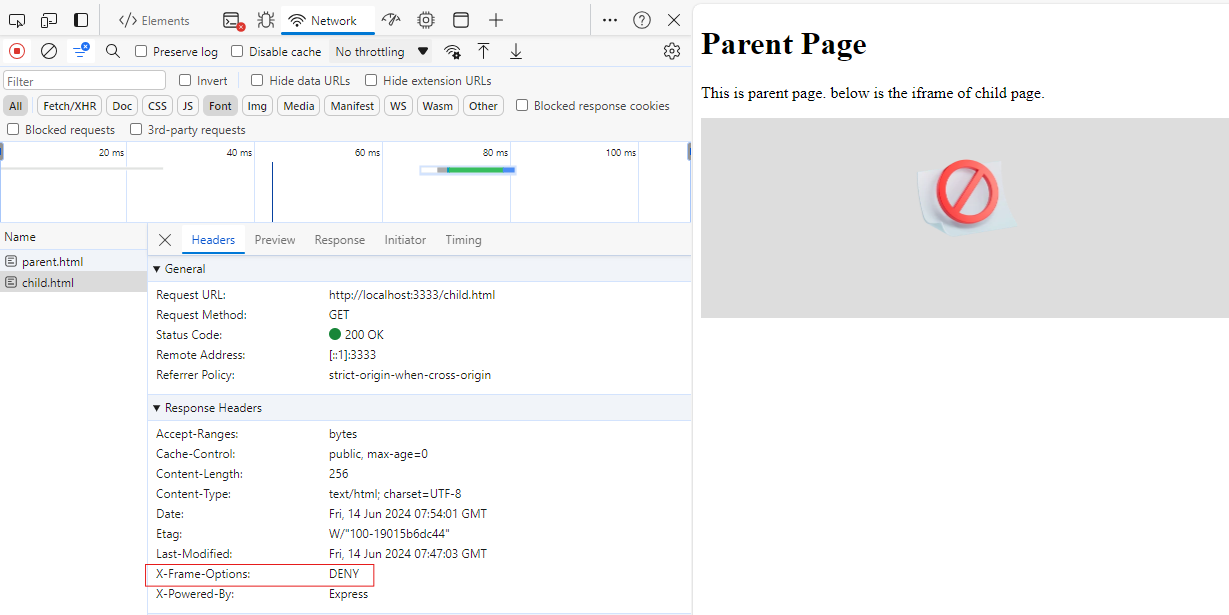 Elements Network
Preserve log Disable cache No throttling
Filter Invert Hide data URLs Hide extension URLs
All Fetch/XHR Doc CSS JS Font Img Media Manifest WS Wasm Other Blocked response cookies
Blocked requests 3rd-party requests
20 ms 40 ms 60 ms 80 ms 100 ms
Name
parent.html
child.html
Headers Preview Response Initiator Timing
General
Request URL: http://localhost:3333/child.html
Request Method: GET
Status Code: 200 OK
Remote Address: [::1]:3333
Referrer Policy: strict-origin-when-cross-origin
Response Headers
Accept-Ranges: bytes
Cache-Control: public, max-age=0
Content-Length: 256
Content-Type: text/html; charset=UTF-8
Date: Fri, 14 Jun 2024 07:54:01 GMT
Etag: W/"100-19015b6dc44"
Last-Modified: Fri, 14 Jun 2024 07:47:03 GMT
X-Frame-Options: DENY
X-Powered-By: Express
Parent Page
This is parent page. below is the iframe of child page.